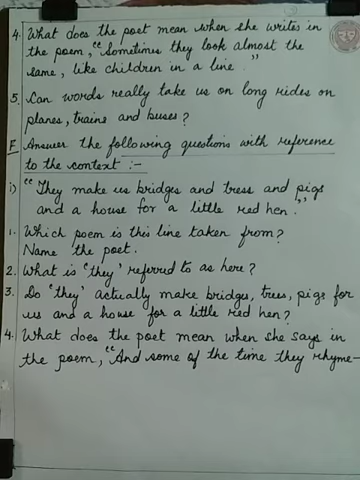 4. What does the poet mean when she writes in
the poem, "Sometimes they look almost the
same, like children in a line."
5. Can words really take us on long rides on
planes, trains and buses?
F Answer the following questions with reference
to the context :-
i) "They make us bridges and tress and pigs
and a house for a little red hen."
1. Which poem is this line taken from?
Name the poet.
2. What is 'they' referred to as here?
3. Do 'they' actually make bridges, trees, pigs for
us and a house for a little red hen?
4. What does the poet mean when she says in
the poem, "And some of the time they rhyme-